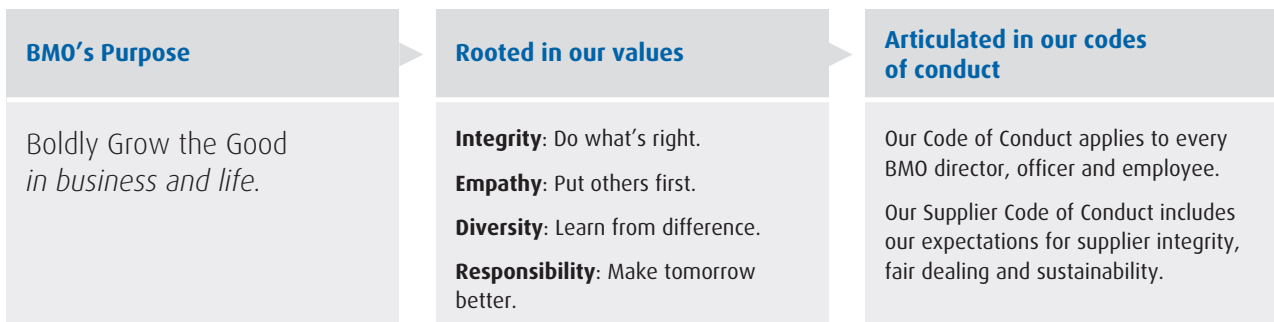 BMO's Purpose
Boldly Grow the Good
in business and life.
Rooted in our values
Integrity: Do what's right.
Empathy: Put others first.
Diversity: Learn from difference.
Responsibility: Make tomorrow
better.
Articulated in our codes
of conduct
Our Code of Conduct applies to every
BMO director, officer and employee.
Our Supplier Code of Conduct includes
our expectations for supplier integrity,
fair dealing and sustainability.